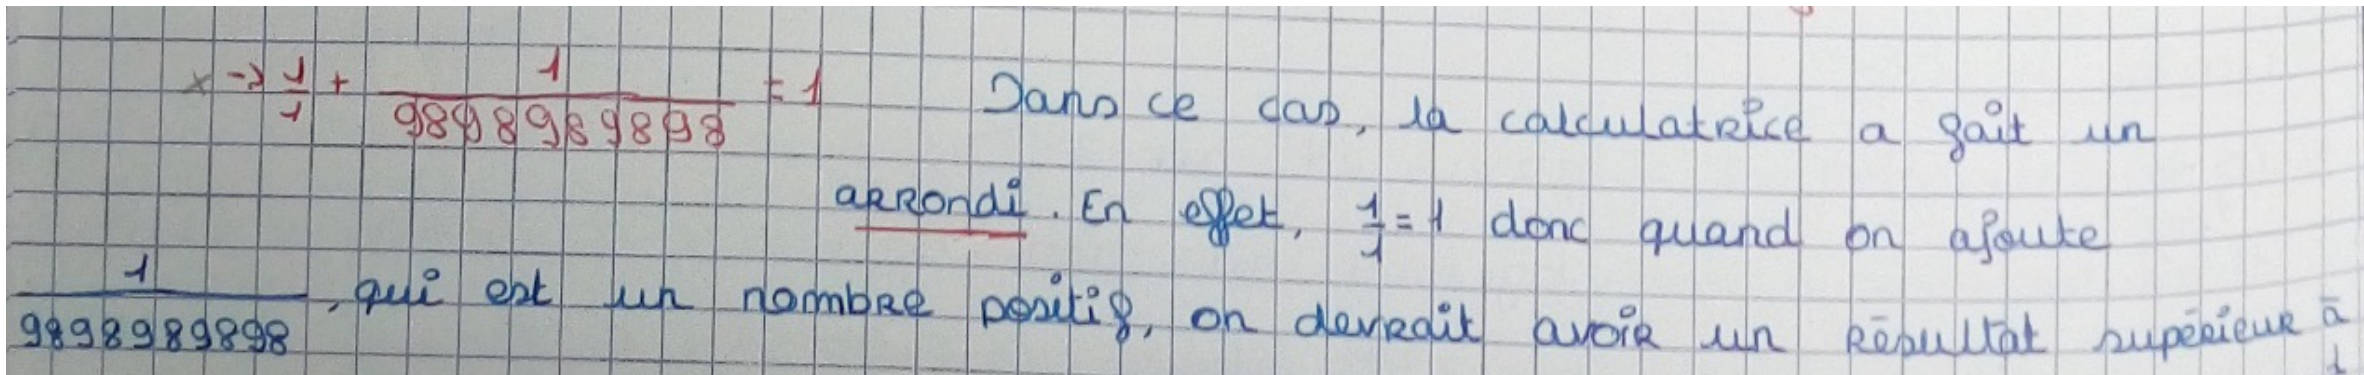 x → 1/1 + 1/9898989898 = 1 Dans ce cas, la calculatrice a fait un
arrondi. En effet, 1/1 = 1 donc quand on ajoute
1/9898989898, qui est un nombre positif, on devrait avoir un résultat supérieur à
1